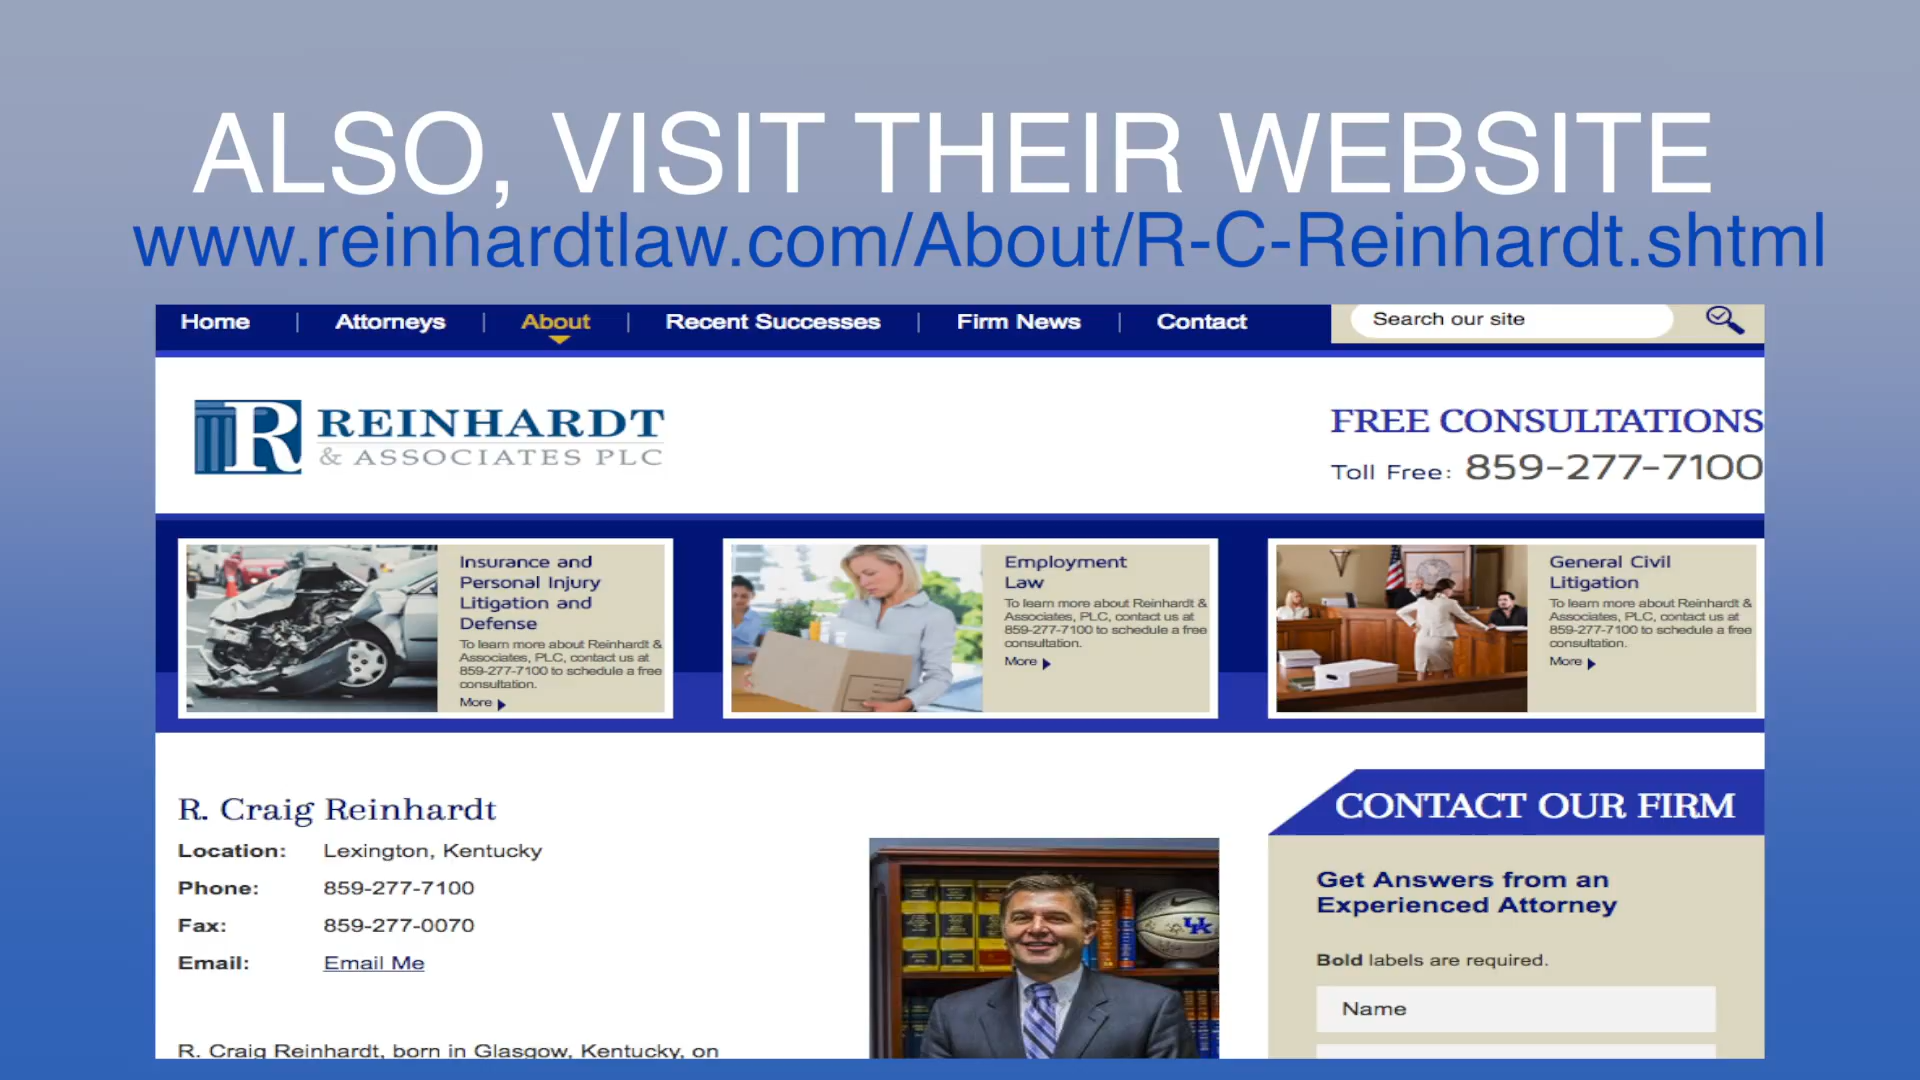 ALSO, VISIT THEIR WEBSITE
www.reinhardtlaw.com/About/R-C-Reinhardt.shtml
Home | Attorneys | About | Recent Successes | Firm News | Contact
Search our site
R REINHARDT
& ASSOCIATES PLC
FREE CONSULTATIONS
Toll Free: 859-277-7100
Insurance and
Personal Injury
Litigation and
Defense
To learn more about Reinhardt &
Associates, PLC, contact us at
859-277-7100 to schedule a free
consultation.
More
Employment
Law
To learn more about Reinhardt &
Associates, PLC, contact us at
859-277-7100 to schedule a free
consultation.
More
General Civil
Litigation
To learn more about Reinhardt &
Associates, PLC, contact us at
859-277-7100 to schedule a free
consultation.
More
R. Craig Reinhardt
Location: Lexington, Kentucky
Phone: 859-277-7100
Fax: 859-277-0070
Email: Email Me
R. Craig Reinhardt, born in Glasgow, Kentucky, on
UK
CONTACT OUR FIRM
Get Answers from an
Experienced Attorney
Bold labels are required.
Name